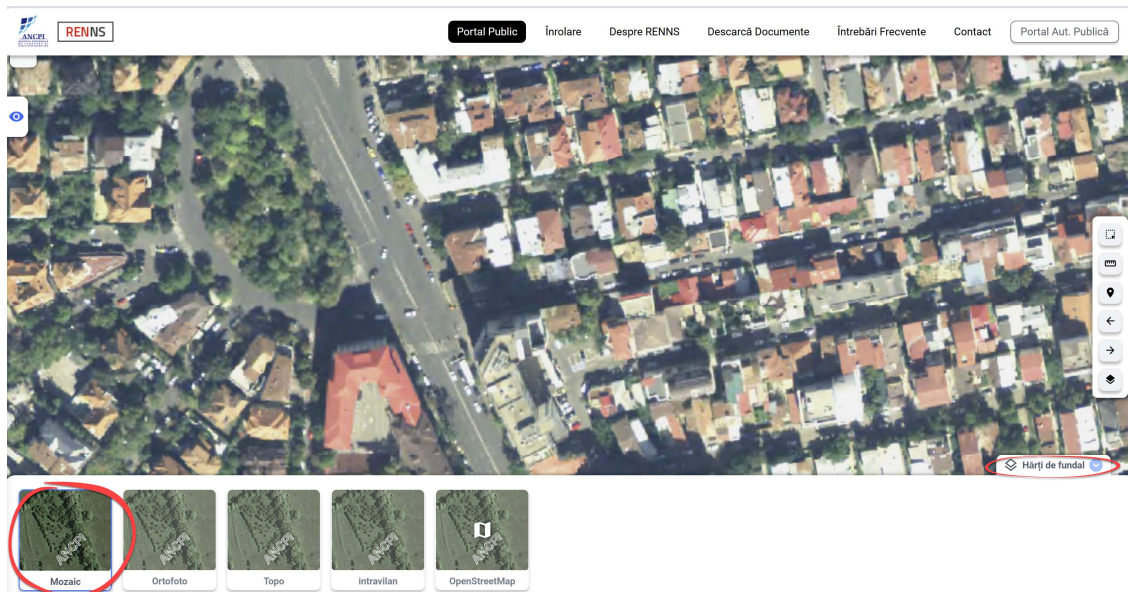 ANCPI
RENNS
Portal Public
Înrolare
Despre RENNS
Descarcă Documente
Întrebări Frecvente
Contact
Portal Aut. Publică
Hărți de fundal
ANCPI
ANCPI
ANCPI
ANCPI
ANCPI
Mozaic
Ortofoto
Topo
intravilan
OpenStreetMap